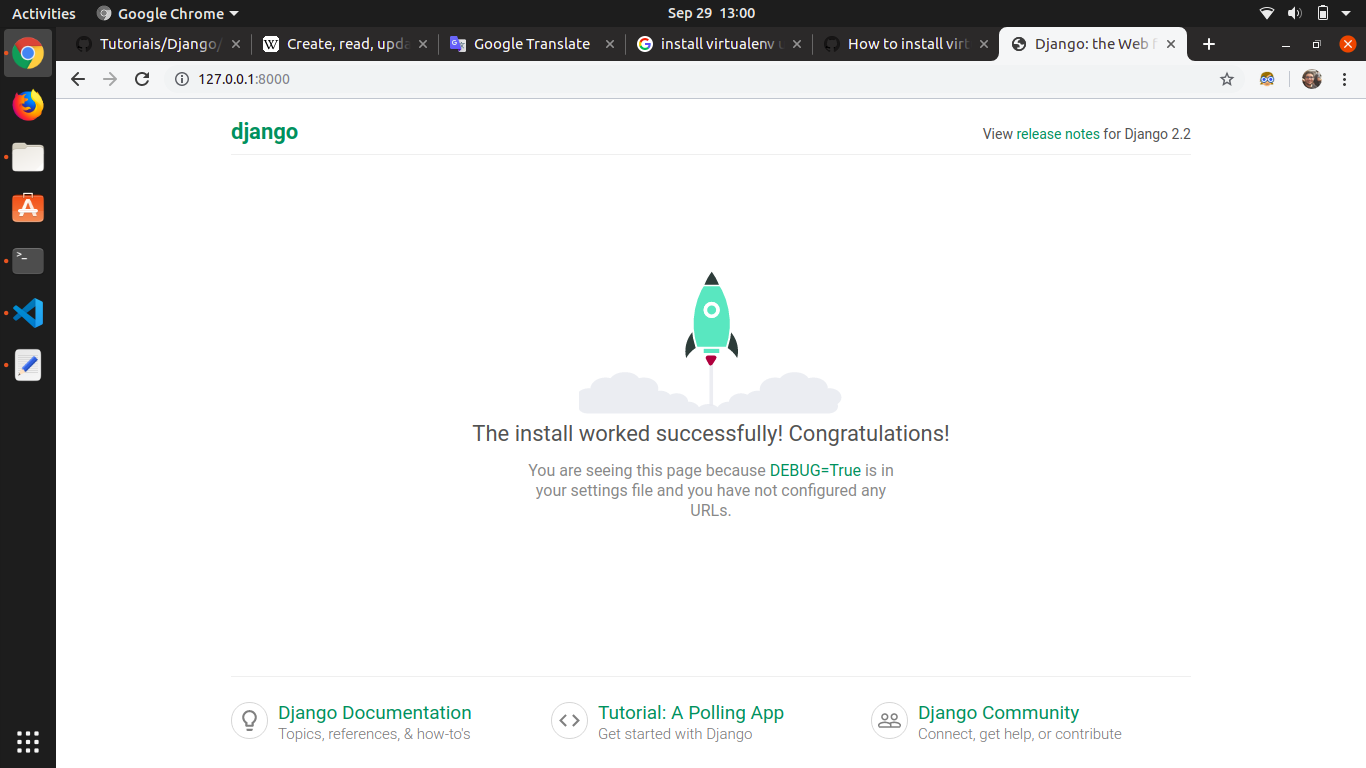 Activities Google Chrome Sep 29 13:00
Tutoriais/Django/ Create, read, upda Google Translate install virtualenv u How to install virt Django: the Web f
127.0.0.1:8000
django View release notes for Django 2.2
The install worked successfully! Congratulations!
You are seeing this page because DEBUG=True is in
your settings file and you have not configured any
URLs.
Django Documentation Tutorial: A Polling App Django Community
Topics, references, & how-to's Get started with Django Connect, get help, or contribute